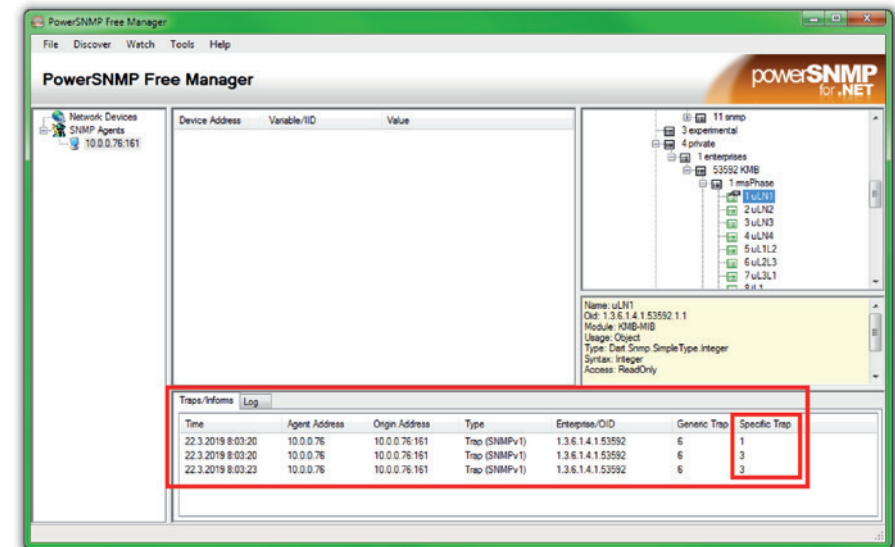 PowerSNMP Free Manager
File Discover Watch Tools Help
PowerSNMP Free Manager
powerSNMP
for .NET
Network Devices
SNMP Agents
10.0.0.76:161
Device Address Variable/IID Value
11 snmp
3 experimental
4 private
1 enterprises
53592 KMB
1 msPhase
1 uLN1
2 uLN2
3 uLN3
4 uLN4
5 uL1L2
6 uL2L3
7 uL3L1
8 iL1
Name: uLN1
Oid: 1.3.6.1.4.1.53592.1.1
Module: KMB-MIB
Usage: Object
Type: Dart.Snmp.SimpleType.Integer
Syntax: Integer
Access: ReadOnly
Traps/Informs Log
Time Agent Address Origin Address Type Enterprise/OID Generic Trap Specific Trap
22.3.2019 8:03:20 10.0.0.76 10.0.0.76:161 Trap (SNMPv1) 1.3.6.1.4.1.53592 6 1
22.3.2019 8:03:20 10.0.0.76 10.0.0.76:161 Trap (SNMPv1) 1.3.6.1.4.1.53592 6 3
22.3.2019 8:03:23 10.0.0.76 10.0.0.76:161 Trap (SNMPv1) 1.3.6.1.4.1.53592 6 3